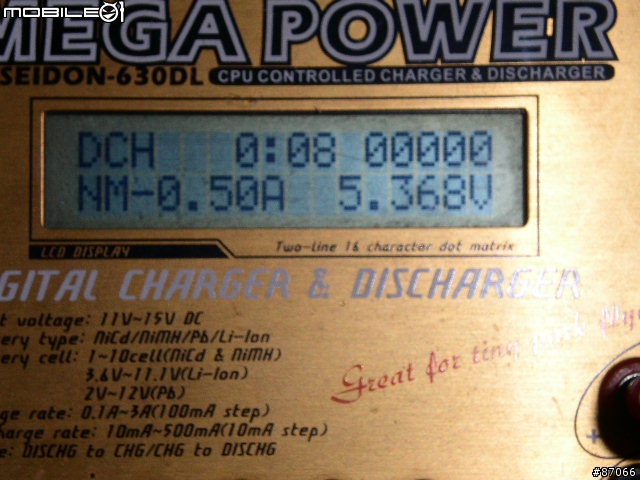 MOBILE01
MEGA POWER
SEIDON-630DL CPU CONTROLLED CHARGER & DISCHARGER
DCH 0:08 00000
NM-0.50A 5.368V
LCD DISPLAY Two-line 16 character dot matrix
GITAL CHARGER & DISCHARGER
t voltage: 11V~15V DC
ery type: NiCd/NiMH/Pb/Li-Ion
ery cell: 1~10cell(NiCd & NiMH)
3.6V~11.1V(Li-Ion)
2V~12V(Pb)
ge rate: 0.1A~3A(100mA step)
harge rate: 10mA~500mA(10mA step)
e: DISCHG to CHG/CHG to DISCHG
Great for tiny park fly
+
#87066